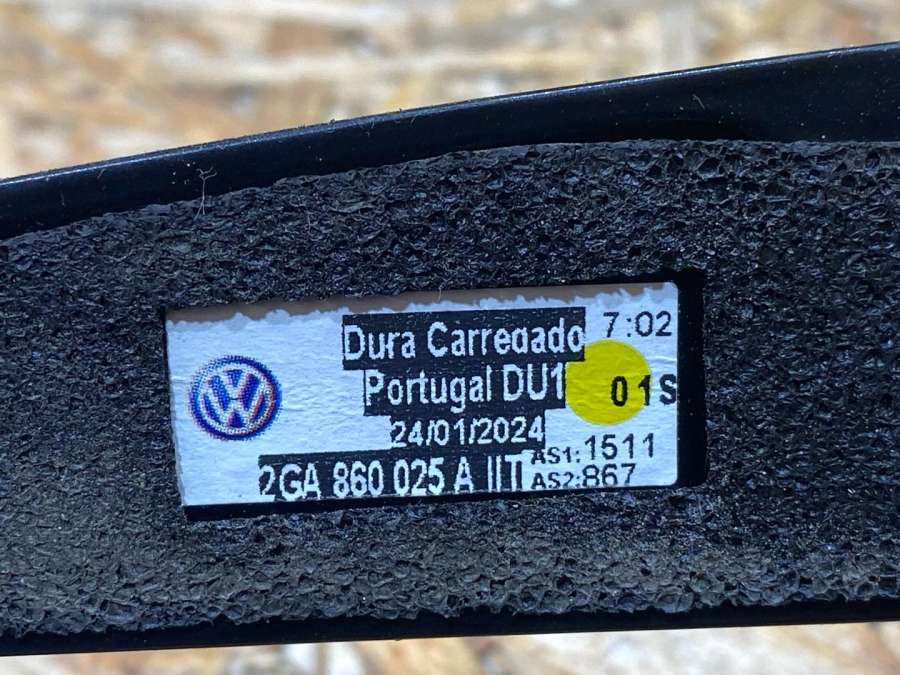 Dura Carregado 7:02
Portugal DU1 01S
24/01/2024
AS1:1511
2GA 860 025 A IIT AS2:867